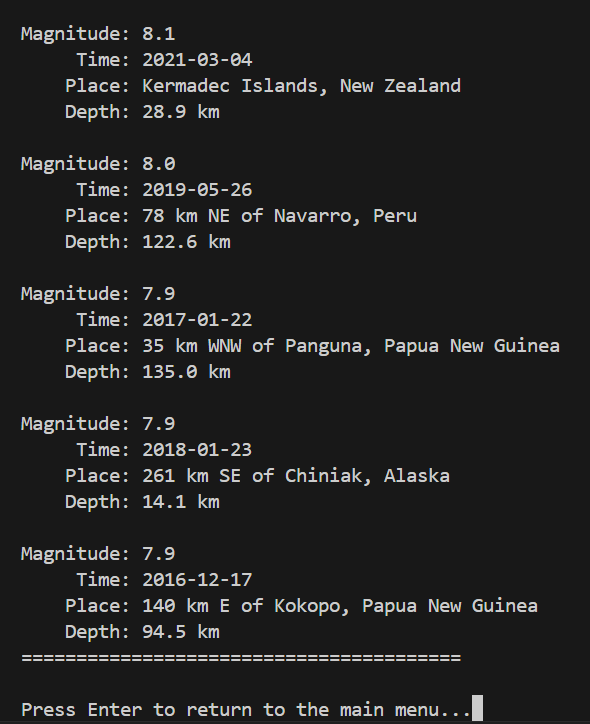 Magnitude: 8.1
Time: 2021-03-04
Place: Kermadec Islands, New Zealand
Depth: 28.9 km
Magnitude: 8.0
Time: 2019-05-26
Place: 78 km NE of Navarro, Peru
Depth: 122.6 km
Magnitude: 7.9
Time: 2017-01-22
Place: 35 km WNW of Panguna, Papua New Guinea
Depth: 135.0 km
Magnitude: 7.9
Time: 2018-01-23
Place: 261 km SE of Chiniak, Alaska
Depth: 14.1 km
Magnitude: 7.9
Time: 2016-12-17
Place: 140 km E of Kokopo, Papua New Guinea
Depth: 94.5 km
========================================
Press Enter to return to the main menu...